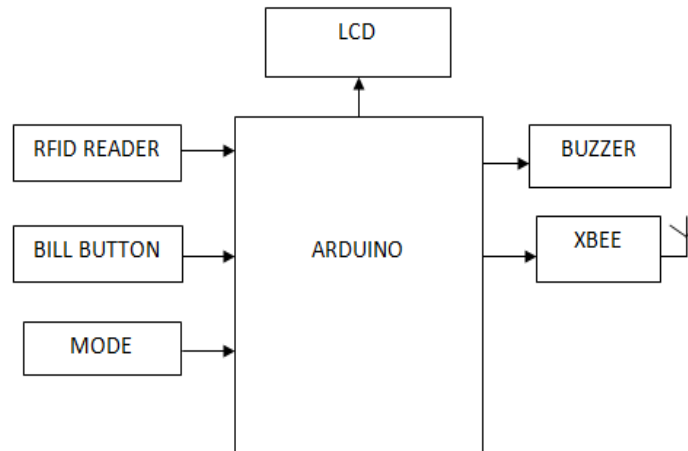 LCD
RFID READER
BUZZER
BILL BUTTON
ARDUINO
XBEE
MODE